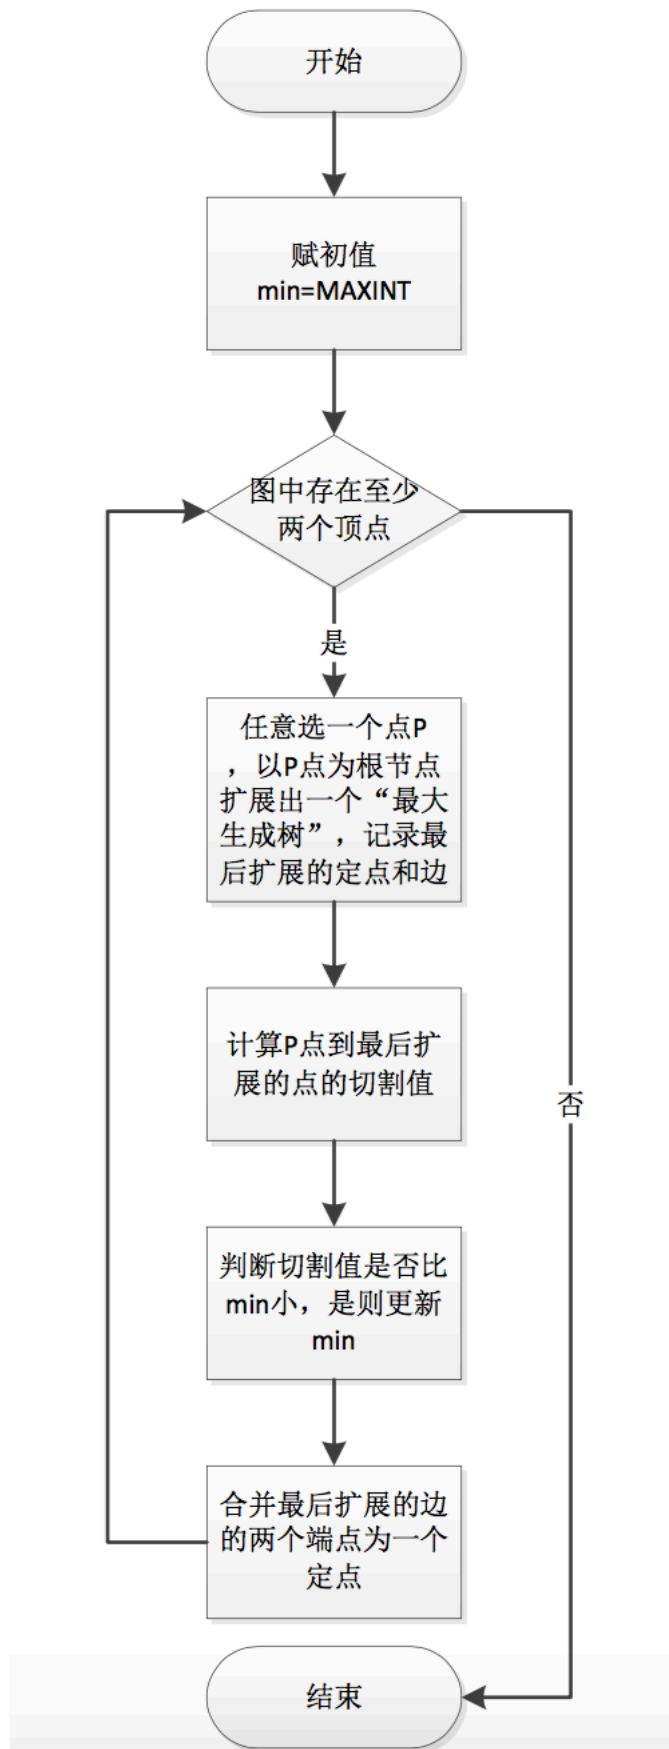 开始
赋初值
min=MAXINT
图中存在至少
两个顶点
是
任意选一个点P
，以P点为根节点
扩展出一个“最大
生成树”，记录最
后扩展的定点和边
计算P点到最后扩
展的点的切割值
否
判断切割值是否比
min小，是则更新
min
合并最后扩展的边
的两个端点为一个
定点
结束